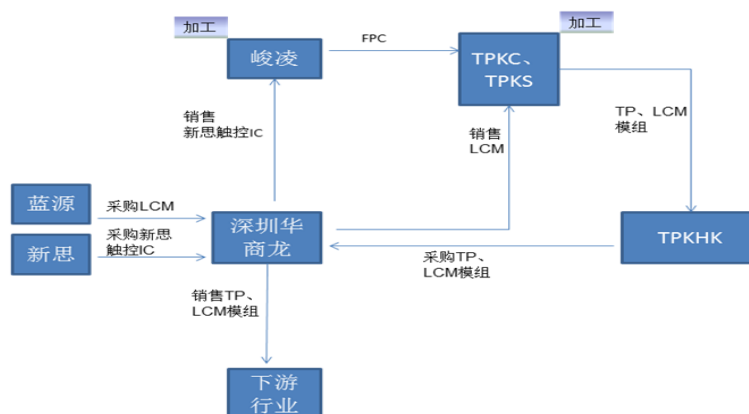 加工
加工
峻凌
FPC
TPKC、
TPKS
销售
新思触控IC
销售
LCM
TP、LCM
模组
蓝源
采购LCM
深圳华
商龙
新思
采购新思
触控IC
TPKHK
采购TP、
LCM模组
销售TP、
LCM模组
下游
行业